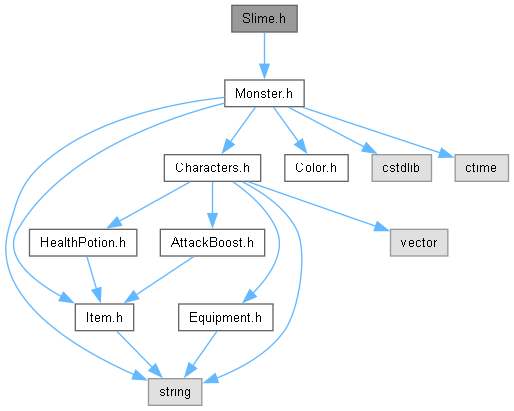 Slime.h
Monster.h
Characters.h
Color.h
cstdlib
ctime
HealthPotion.h
AttackBoost.h
vector
Item.h
Equipment.h
string